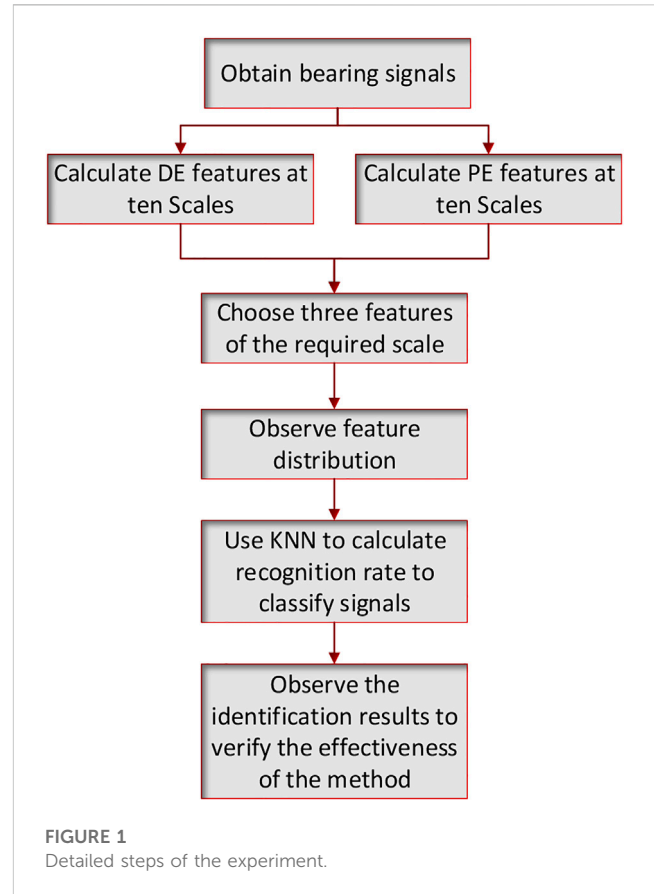 Obtain bearing signals
Calculate DE features at
ten Scales
Calculate PE features at
ten Scales
Choose three features
of the required scale
Observe feature
distribution
Use KNN to calculate
recognition rate to
classify signals
Observe the
identification results to
verify the effectiveness
of the method
FIGURE 1
Detailed steps of the experiment.